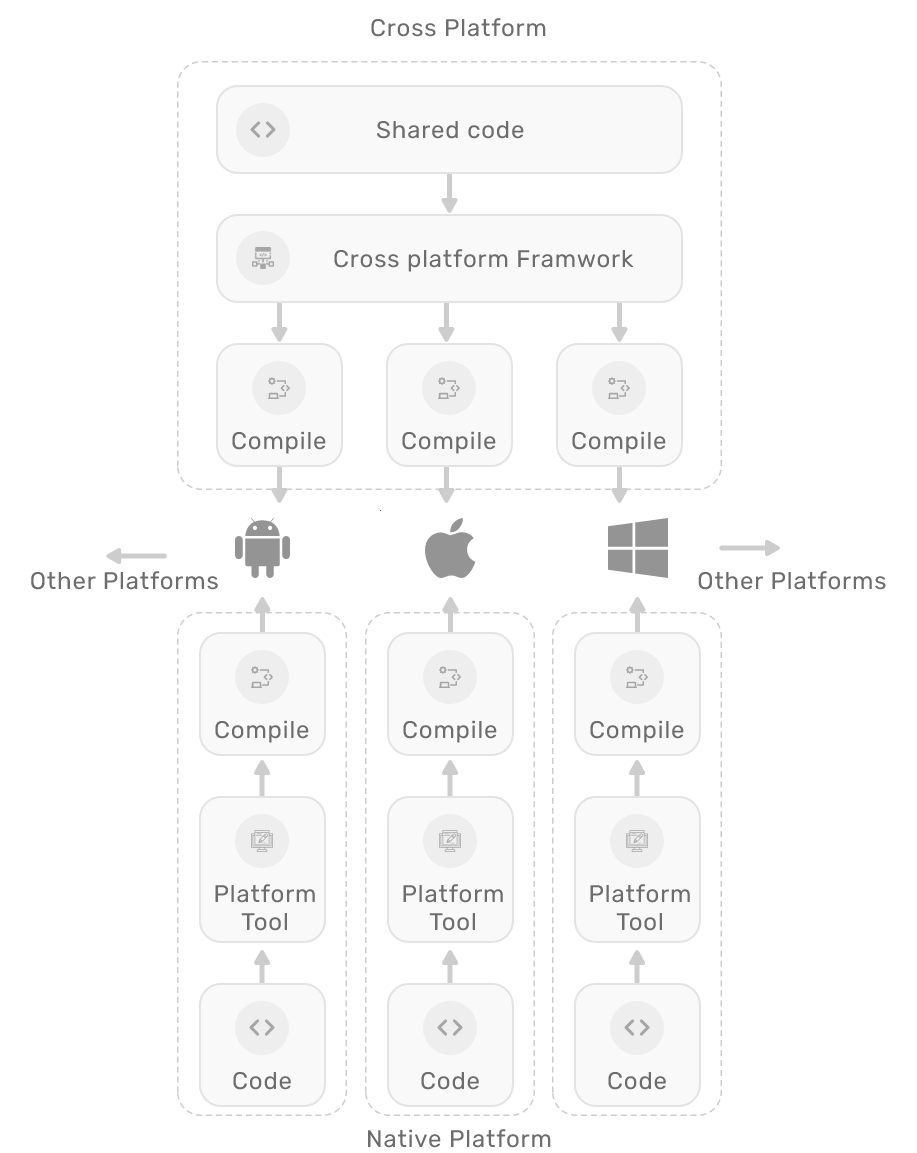 Cross Platform
Shared code
Cross platform Framwork
Compile
Compile
Compile
Other Platforms
Other Platforms
Compile
Compile
Compile
Platform
Tool
Platform
Tool
Platform
Tool
Code
Code
Code
Native Platform